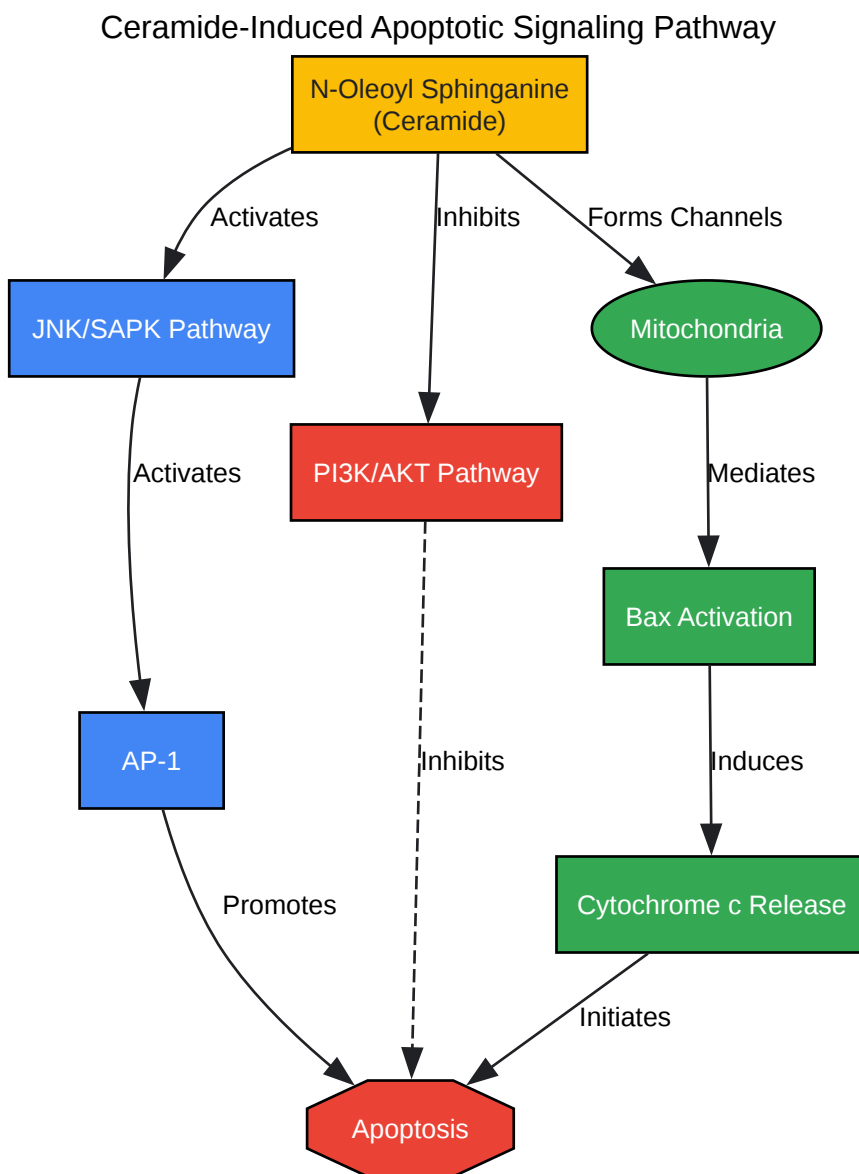 Ceramide-Induced Apoptotic Signaling Pathway
N-Oleoyl Sphinganine
(Ceramide)
Activates
Inhibits
Forms Channels
JNK/SAPK Pathway
Mitochondria
Activates
PI3K/AKT Pathway
Mediates
Bax Activation
AP-1
Inhibits
Induces
Promotes
Cytochrome c Release
Initiates
Apoptosis